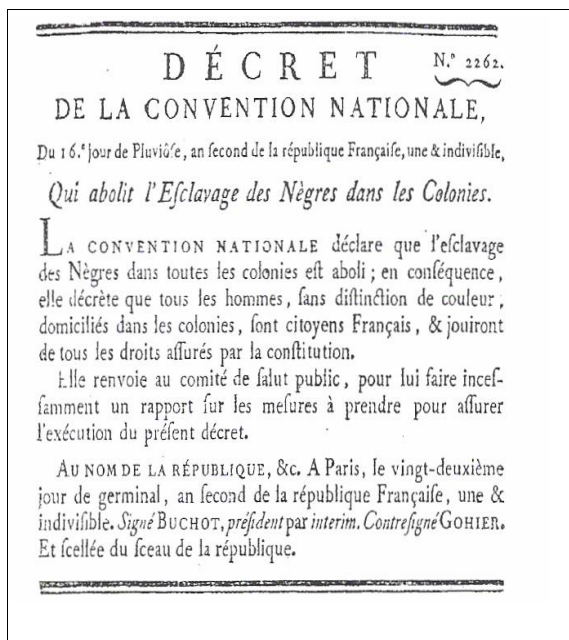 DÉCRET
N.º 2262.
DE LA CONVENTION NATIONALE,
Du 16.ᵉ jour de Pluviôſe, an ſecond de la république Françaiſe, une & indiviſible,
Qui abolit l'Eſclavage des Nègres dans les Colonies.
LA CONVENTION NATIONALE déclare que l'eſclavage
des Nègres dans toutes les colonies eſt aboli ; en conſéquence,
elle décrète que tous les hommes, ſans diſtinction de couleur,
domiciliés dans les colonies, ſont citoyens Français, & jouiront
de tous les droits aſſurés par la conſtitution.
Elle renvoie au comité de ſalut public, pour lui faire inceſ-
ſamment un rapport ſur les meſures à prendre pour aſſurer
l'exécution du préſent décret.
AU NOM DE LA RÉPUBLIQUE, &c. A Paris, le vingt-deuxième
jour de germinal, an ſecond de la république Françaiſe, une &
indiviſible. Signé BUCHOT, préſident par interim. Contreſigné GOHIER.
Et ſcellée du ſceau de la république.